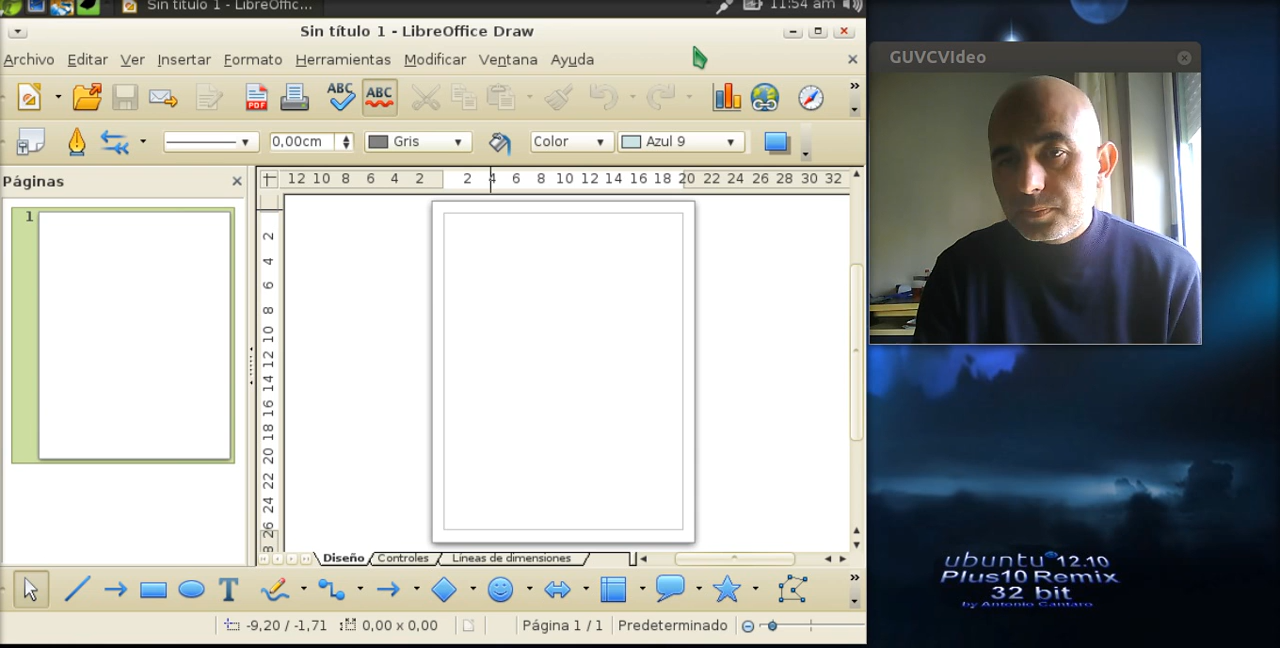 Sin título 1 - LibreOffic...
11:54 am
Sin título 1 - LibreOffice Draw
Archivo Editar Ver Insertar Formato Herramientas Modificar Ventana Ayuda
PDF ABC ABC
0,00cm Gris Color Azul 9
Páginas
12 10 8 6 4 2 2 4 6 8 10 12 14 16 18 20 22 24 26 28 30 32
1
2
4
6
8
10
12
14
16
18
20
22
24
26
Diseño Controles Líneas de dimensiones
T
-9,20 / -1,71 0,00 x 0,00 Página 1 / 1 Predeterminado
GUVCVIdeo
ubuntu 12.10
Plus10 Remix
32 bit
by Antonio Cantaro